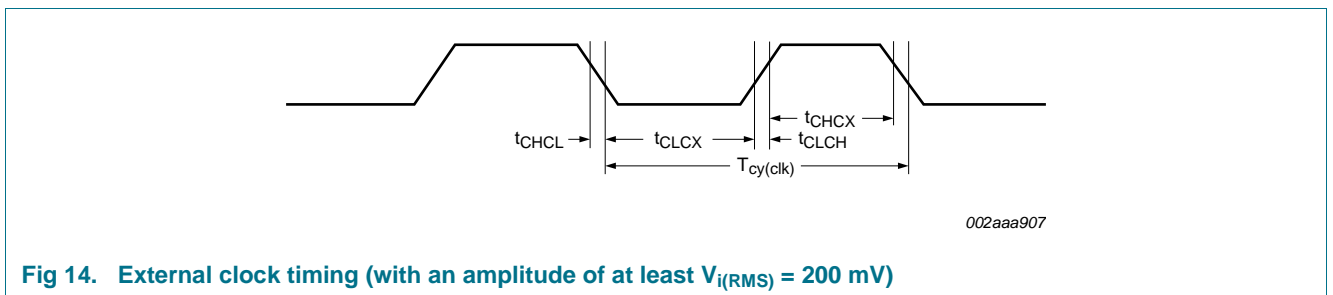 tCHCX
tCHCL tCLCX tCLCH
Tcy(clk)
002aaa907
Fig 14. External clock timing (with an amplitude of at least Vi(RMS) = 200 mV)